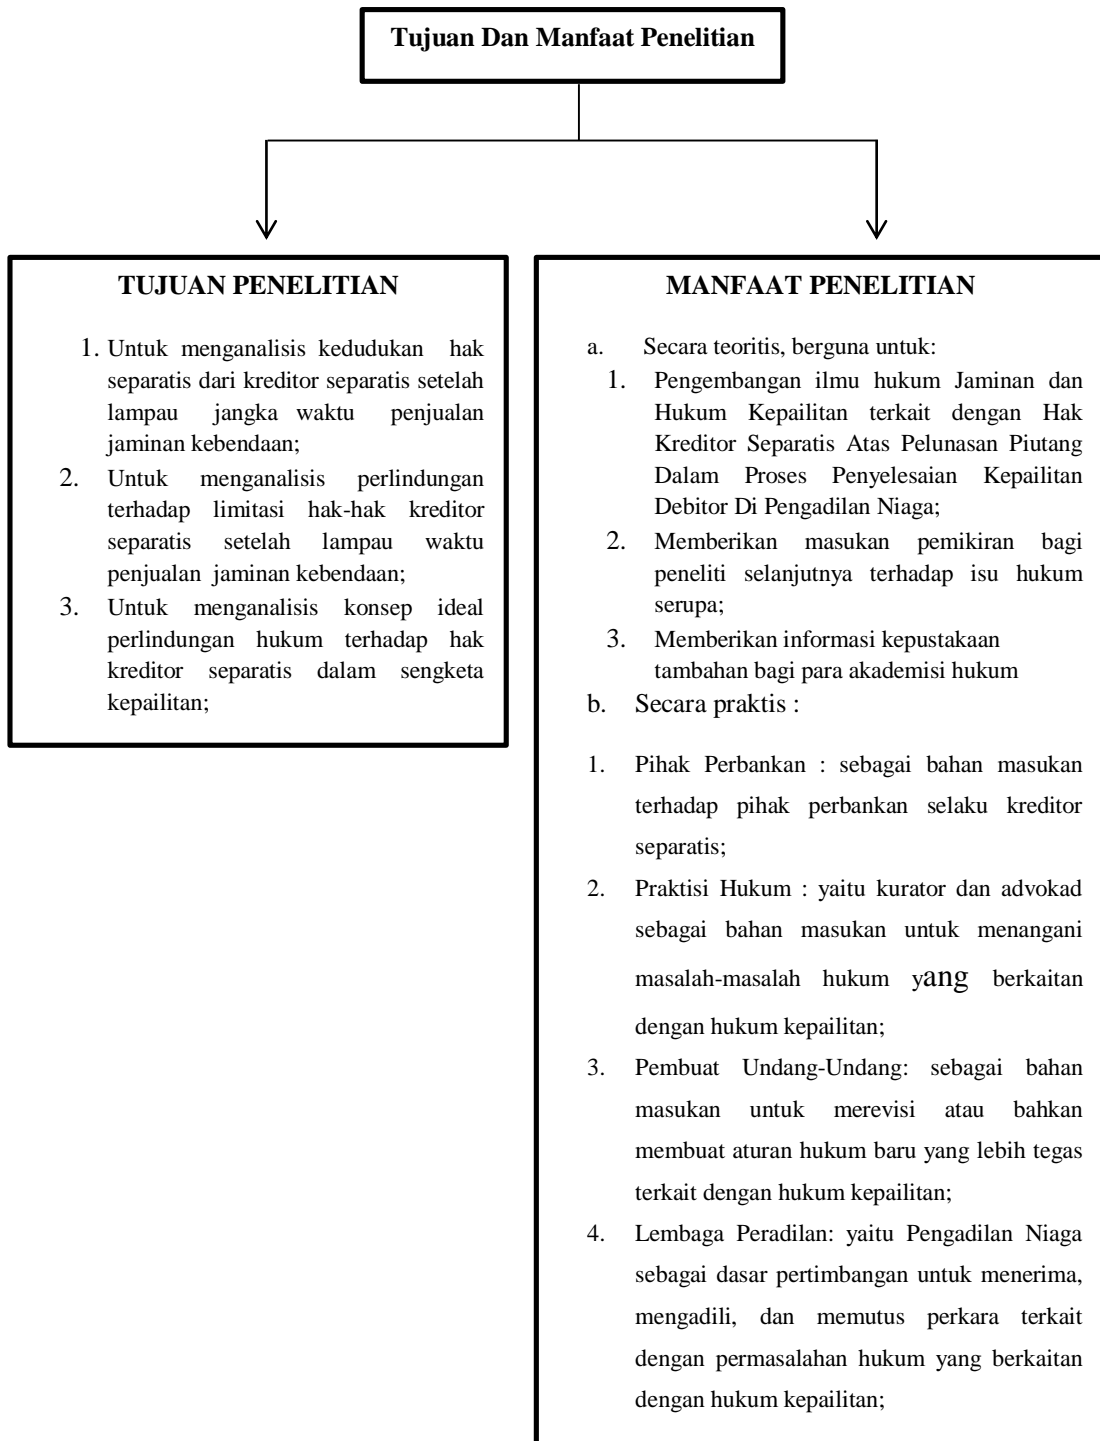 Tujuan Dan Manfaat Penelitian
TUJUAN PENELITIAN
1. Untuk menganalisis kedudukan hak
separatis dari kreditor separatis setelah
lampau jangka waktu penjualan
jaminan kebendaan;
2. Untuk menganalisis perlindungan
terhadap limitasi hak-hak kreditor
separatis setelah lampau waktu
penjualan jaminan kebendaan;
3. Untuk menganalisis konsep ideal
perlindungan hukum terhadap hak
kreditor separatis dalam sengketa
kepailitan;
MANFAAT PENELITIAN
a. Secara teoritis, berguna untuk:
1. Pengembangan ilmu hukum Jaminan dan
Hukum Kepailitan terkait dengan Hak
Kreditor Separatis Atas Pelunasan Piutang
Dalam Proses Penyelesaian Kepailitan
Debitor Di Pengadilan Niaga;
2. Memberikan masukan pemikiran bagi
peneliti selanjutnya terhadap isu hukum
serupa;
3. Memberikan informasi kepustakaan
tambahan bagi para akademisi hukum
b. Secara praktis :
1. Pihak Perbankan : sebagai bahan masukan
terhadap pihak perbankan selaku kreditor
separatis;
2. Praktisi Hukum : yaitu kurator dan advokad
sebagai bahan masukan untuk menangani
masalah-masalah hukum yang berkaitan
dengan hukum kepailitan;
3. Pembuat Undang-Undang: sebagai bahan
masukan untuk merevisi atau bahkan
membuat aturan hukum baru yang lebih tegas
terkait dengan hukum kepailitan;
4. Lembaga Peradilan: yaitu Pengadilan Niaga
sebagai dasar pertimbangan untuk menerima,
mengadili, dan memutus perkara terkait
dengan permasalahan hukum yang berkaitan
dengan hukum kepailitan;